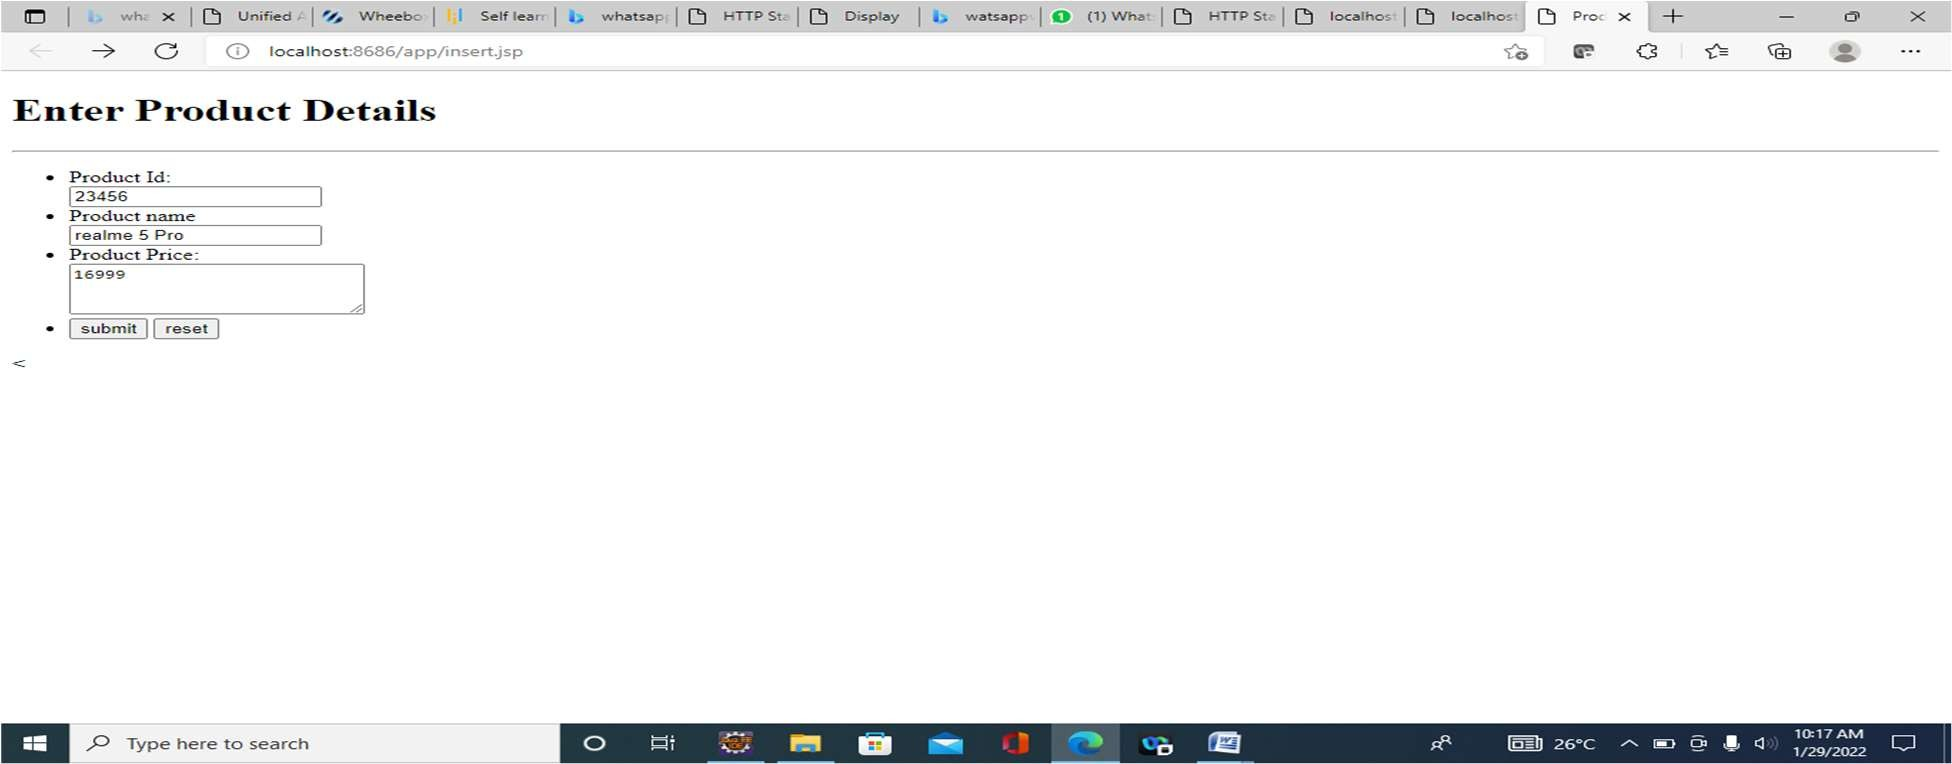 wha Unified A Wheebo Self learn whatsapp HTTP Sta Display watsapp (1) What HTTP Sta localhost localhost Proc
localhost:8686/app/insert.jsp
Enter Product Details
Product Id:
23456
Product name
realme 5 Pro
Product Price:
16999
submit reset
<
Type here to search
26°C
10:17 AM
1/29/2022